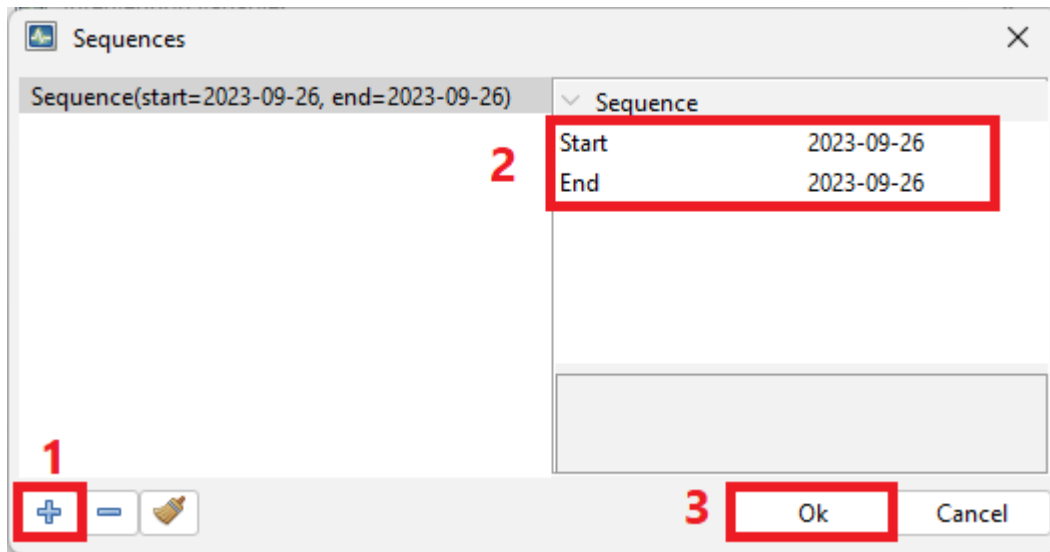 Sequences
Sequence(start=2023-09-26, end=2023-09-26)
Sequence
2
Start 2023-09-26
End 2023-09-26
1
3
Ok
Cancel